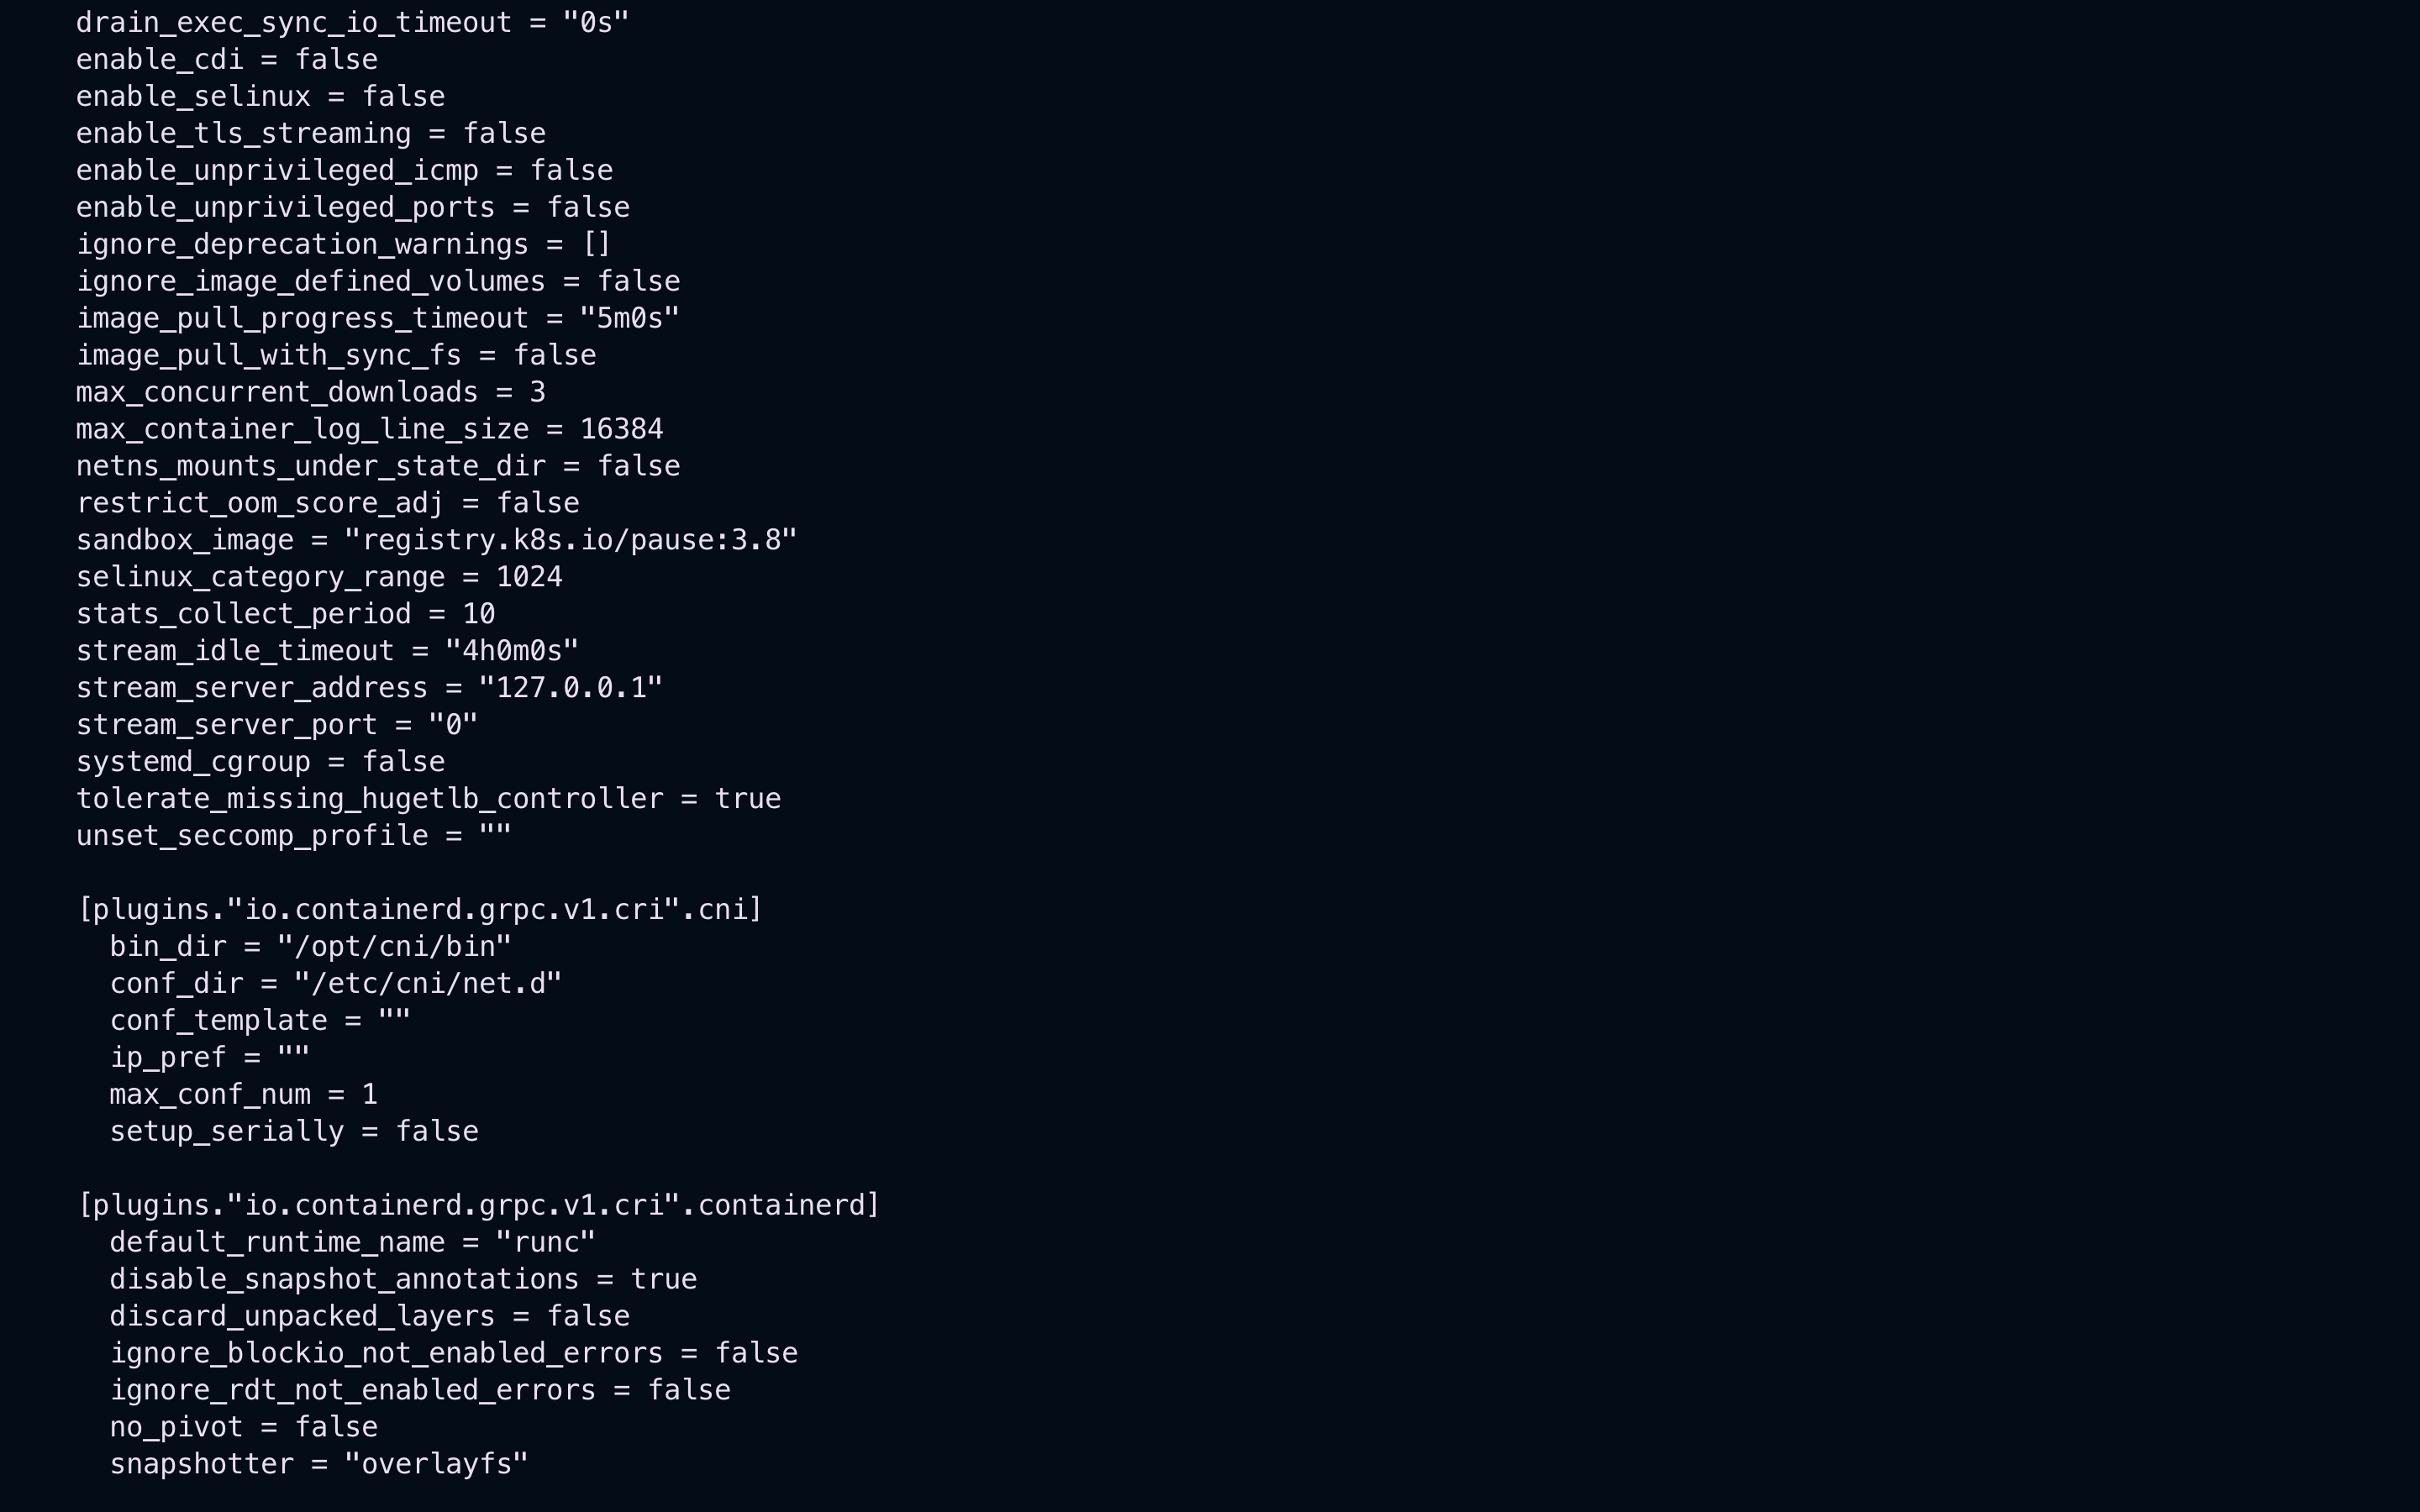 drain_exec_sync_io_timeout = "0s"
enable_cdi = false
enable_selinux = false
enable_tls_streaming = false
enable_unprivileged_icmp = false
enable_unprivileged_ports = false
ignore_deprecation_warnings = []
ignore_image_defined_volumes = false
image_pull_progress_timeout = "5m0s"
image_pull_with_sync_fs = false
max_concurrent_downloads = 3
max_container_log_line_size = 16384
netns_mounts_under_state_dir = false
restrict_oom_score_adj = false
sandbox_image = "registry.k8s.io/pause:3.8"
selinux_category_range = 1024
stats_collect_period = 10
stream_idle_timeout = "4h0m0s"
stream_server_address = "127.0.0.1"
stream_server_port = "0"
systemd_cgroup = false
tolerate_missing_hugetlb_controller = true
unset_seccomp_profile = ""

[plugins."io.containerd.grpc.v1.cri".cni]
  bin_dir = "/opt/cni/bin"
  conf_dir = "/etc/cni/net.d"
  conf_template = ""
  ip_pref = ""
  max_conf_num = 1
  setup_serially = false

[plugins."io.containerd.grpc.v1.cri".containerd]
  default_runtime_name = "runc"
  disable_snapshot_annotations = true
  discard_unpacked_layers = false
  ignore_blockio_not_enabled_errors = false
  ignore_rdt_not_enabled_errors = false
  no_pivot = false
  snapshotter = "overlayfs"